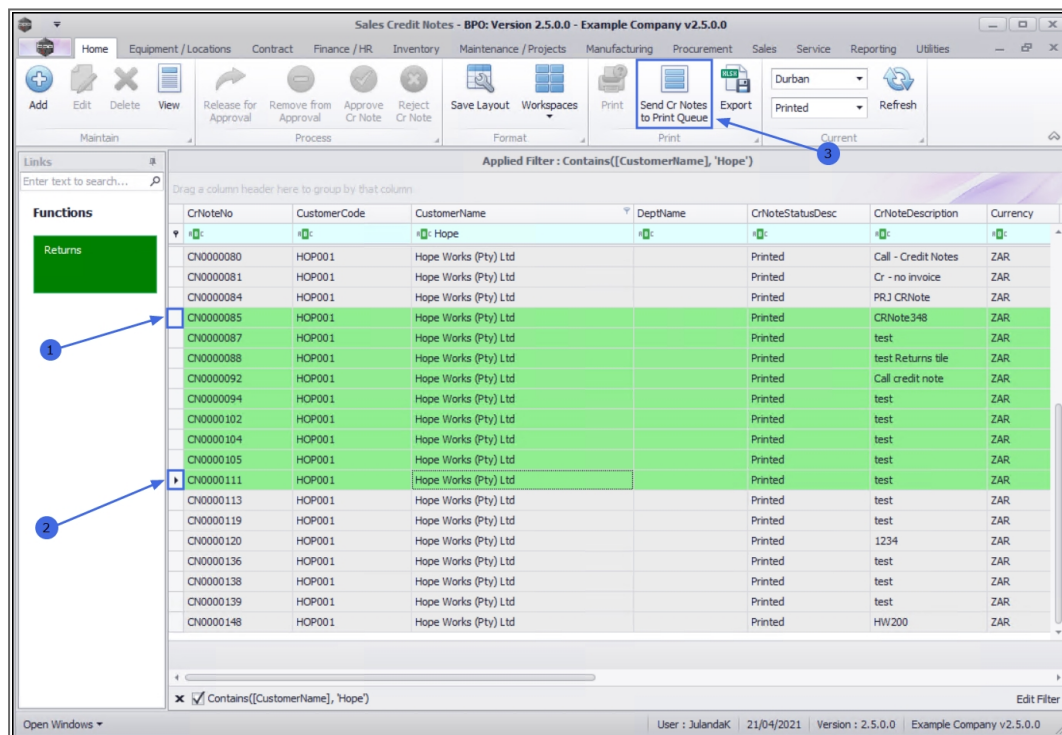 Sales Credit Notes - BPO: Version 2.5.0.0 - Example Company v2.5.0.0
Home Equipment / Locations Contract Finance / HR Inventory Maintenance / Projects Manufacturing Procurement Sales Service Reporting Utilities
Add Edit Delete View Release for Approval Remove from Approval Approve Cr Note Reject Cr Note Save Layout Workspaces Print Send Cr Notes to Print Queue Export Durban Printed Refresh
Maintain Process Format Print Current
3
Links
Enter text to search...
Functions
Returns
Applied Filter : Contains([CustomerName], 'Hope')
Drag a column header here to group by that column
CrNoteNo CustomerCode CustomerName DeptName CrNoteStatusDesc CrNoteDescription Currency
Hope
CN0000080 HOP001 Hope Works (Pty) Ltd Printed Call - Credit Notes ZAR
CN0000081 HOP001 Hope Works (Pty) Ltd Printed Cr - no invoice ZAR
CN0000084 HOP001 Hope Works (Pty) Ltd Printed PRJ CRNote ZAR
CN0000085 HOP001 Hope Works (Pty) Ltd Printed CRNote348 ZAR
1
CN0000087 HOP001 Hope Works (Pty) Ltd Printed test ZAR
CN0000088 HOP001 Hope Works (Pty) Ltd Printed test Returns tile ZAR
CN0000092 HOP001 Hope Works (Pty) Ltd Printed Call credit note ZAR
CN0000094 HOP001 Hope Works (Pty) Ltd Printed test ZAR
CN0000102 HOP001 Hope Works (Pty) Ltd Printed test ZAR
CN0000104 HOP001 Hope Works (Pty) Ltd Printed test ZAR
CN0000105 HOP001 Hope Works (Pty) Ltd Printed test ZAR
CN0000111 HOP001 Hope Works (Pty) Ltd Printed test ZAR
2
CN0000113 HOP001 Hope Works (Pty) Ltd Printed test ZAR
CN0000119 HOP001 Hope Works (Pty) Ltd Printed test ZAR
CN0000120 HOP001 Hope Works (Pty) Ltd Printed 1234 ZAR
CN0000136 HOP001 Hope Works (Pty) Ltd Printed test ZAR
CN0000138 HOP001 Hope Works (Pty) Ltd Printed test ZAR
CN0000139 HOP001 Hope Works (Pty) Ltd Printed test ZAR
CN0000148 HOP001 Hope Works (Pty) Ltd Printed HW200 ZAR
Contains([CustomerName], 'Hope') Edit Filter
Open Windows User : JulandaK 21/04/2021 Version : 2.5.0.0 Example Company v2.5.0.0